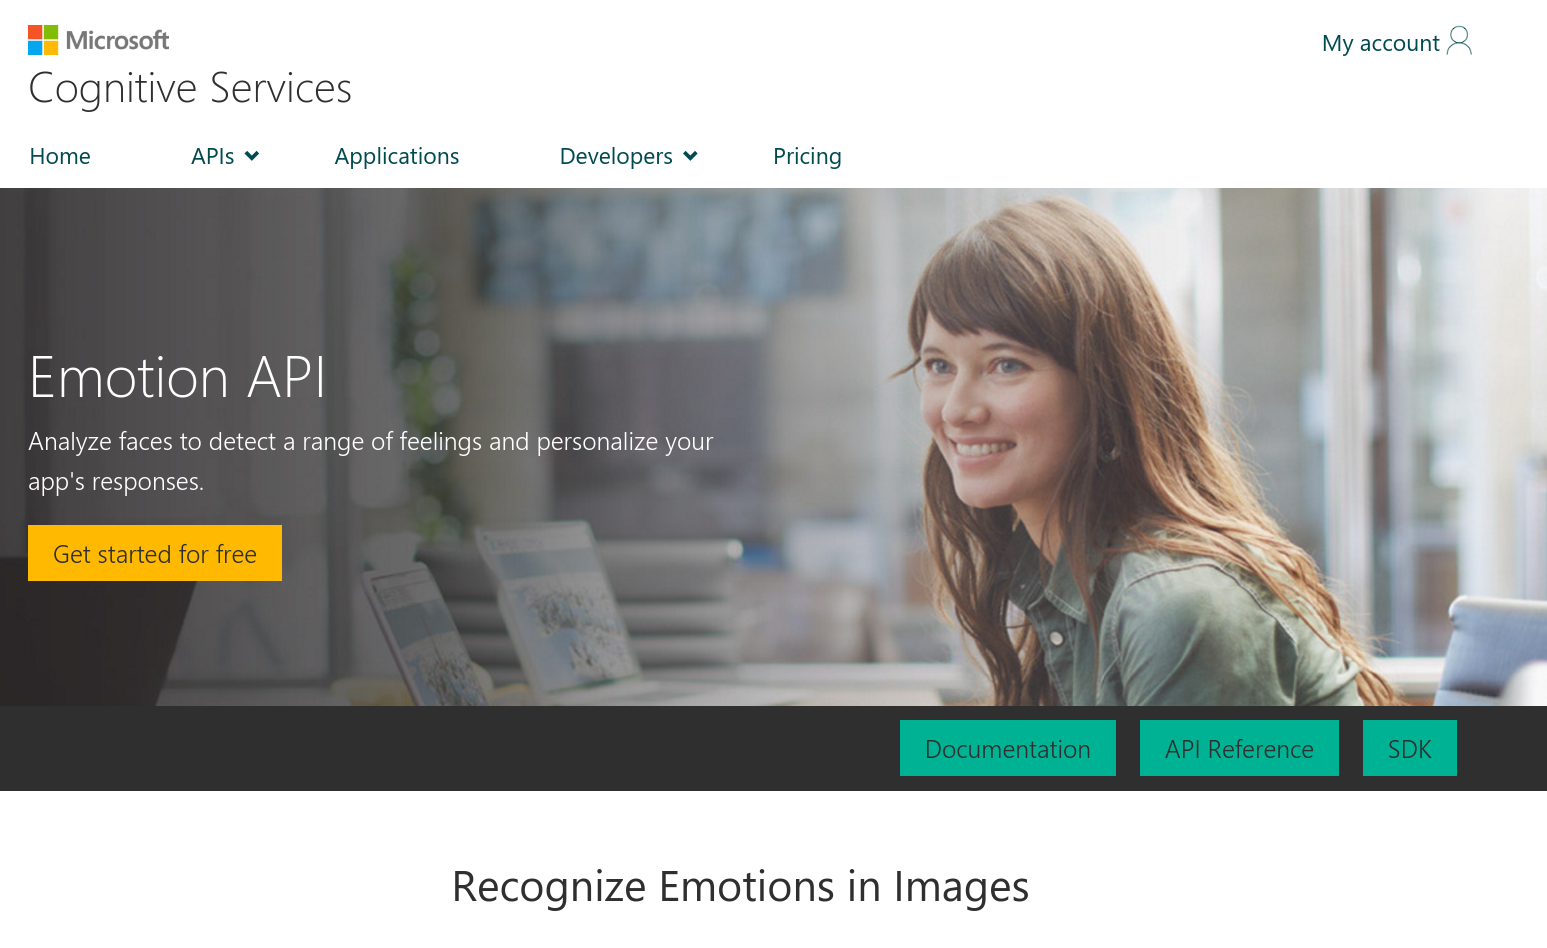 Microsoft
My account
Cognitive Services
Home
APIs
Applications
Developers
Pricing
Emotion API
Analyze faces to detect a range of feelings and personalize your
app's responses.
Get started for free
Documentation
API Reference
SDK
Recognize Emotions in Images